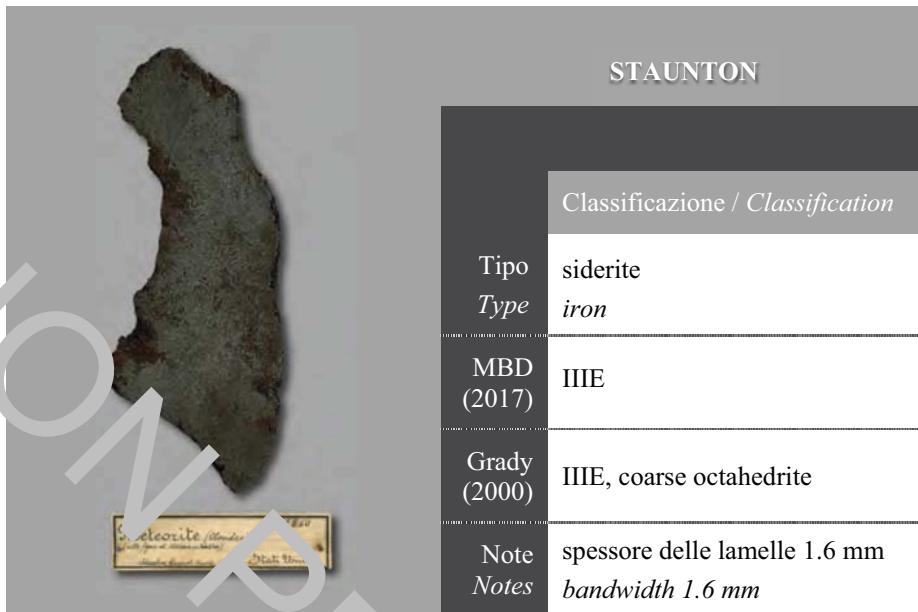 STAUNTON
Classificazione / Classification
Tipo
Type
siderite
iron
MBD
(2017)
IIIE
Grady
(2000)
IIIE, coarse octahedrite
Note
Notes
spessore delle lamelle 1.6 mm
bandwidth 1.6 mm
Meteorite
Stati